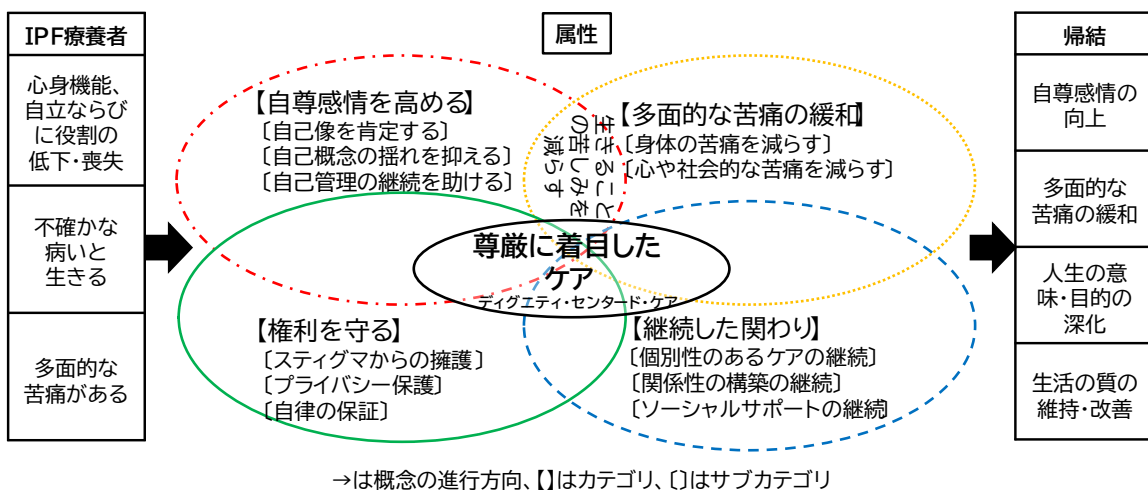 IPF療養者
心身機能、
自立ならび
に役割の
低下・喪失
不確かな
病いと
生きる
多面的な
苦痛がある
属性
【自尊感情を高める】
〔自己像を肯定する〕
〔自己概念の揺れを抑える〕
〔自己管理の継続を助ける〕
生きること
の苦しみを
減らす
【多面的な苦痛の緩和】
〔身体の苦痛を減らす〕
〔心や社会的な苦痛を減らす〕
尊厳に着目した
ケア
ディグニティ・センタード・ケア
【権利を守る】
〔スティグマからの擁護〕
〔プライバシー保護〕
〔自律の保証〕
【継続した関わり】
〔個別性のあるケアの継続〕
〔関係性の構築の継続〕
〔ソーシャルサポートの継続〕
帰結
自尊感情の
向上
多面的な
苦痛の緩和
人生の意
味・目的の
深化
生活の質の
維持・改善
→は概念の進行方向、【】はカテゴリ、〔〕はサブカテゴリ